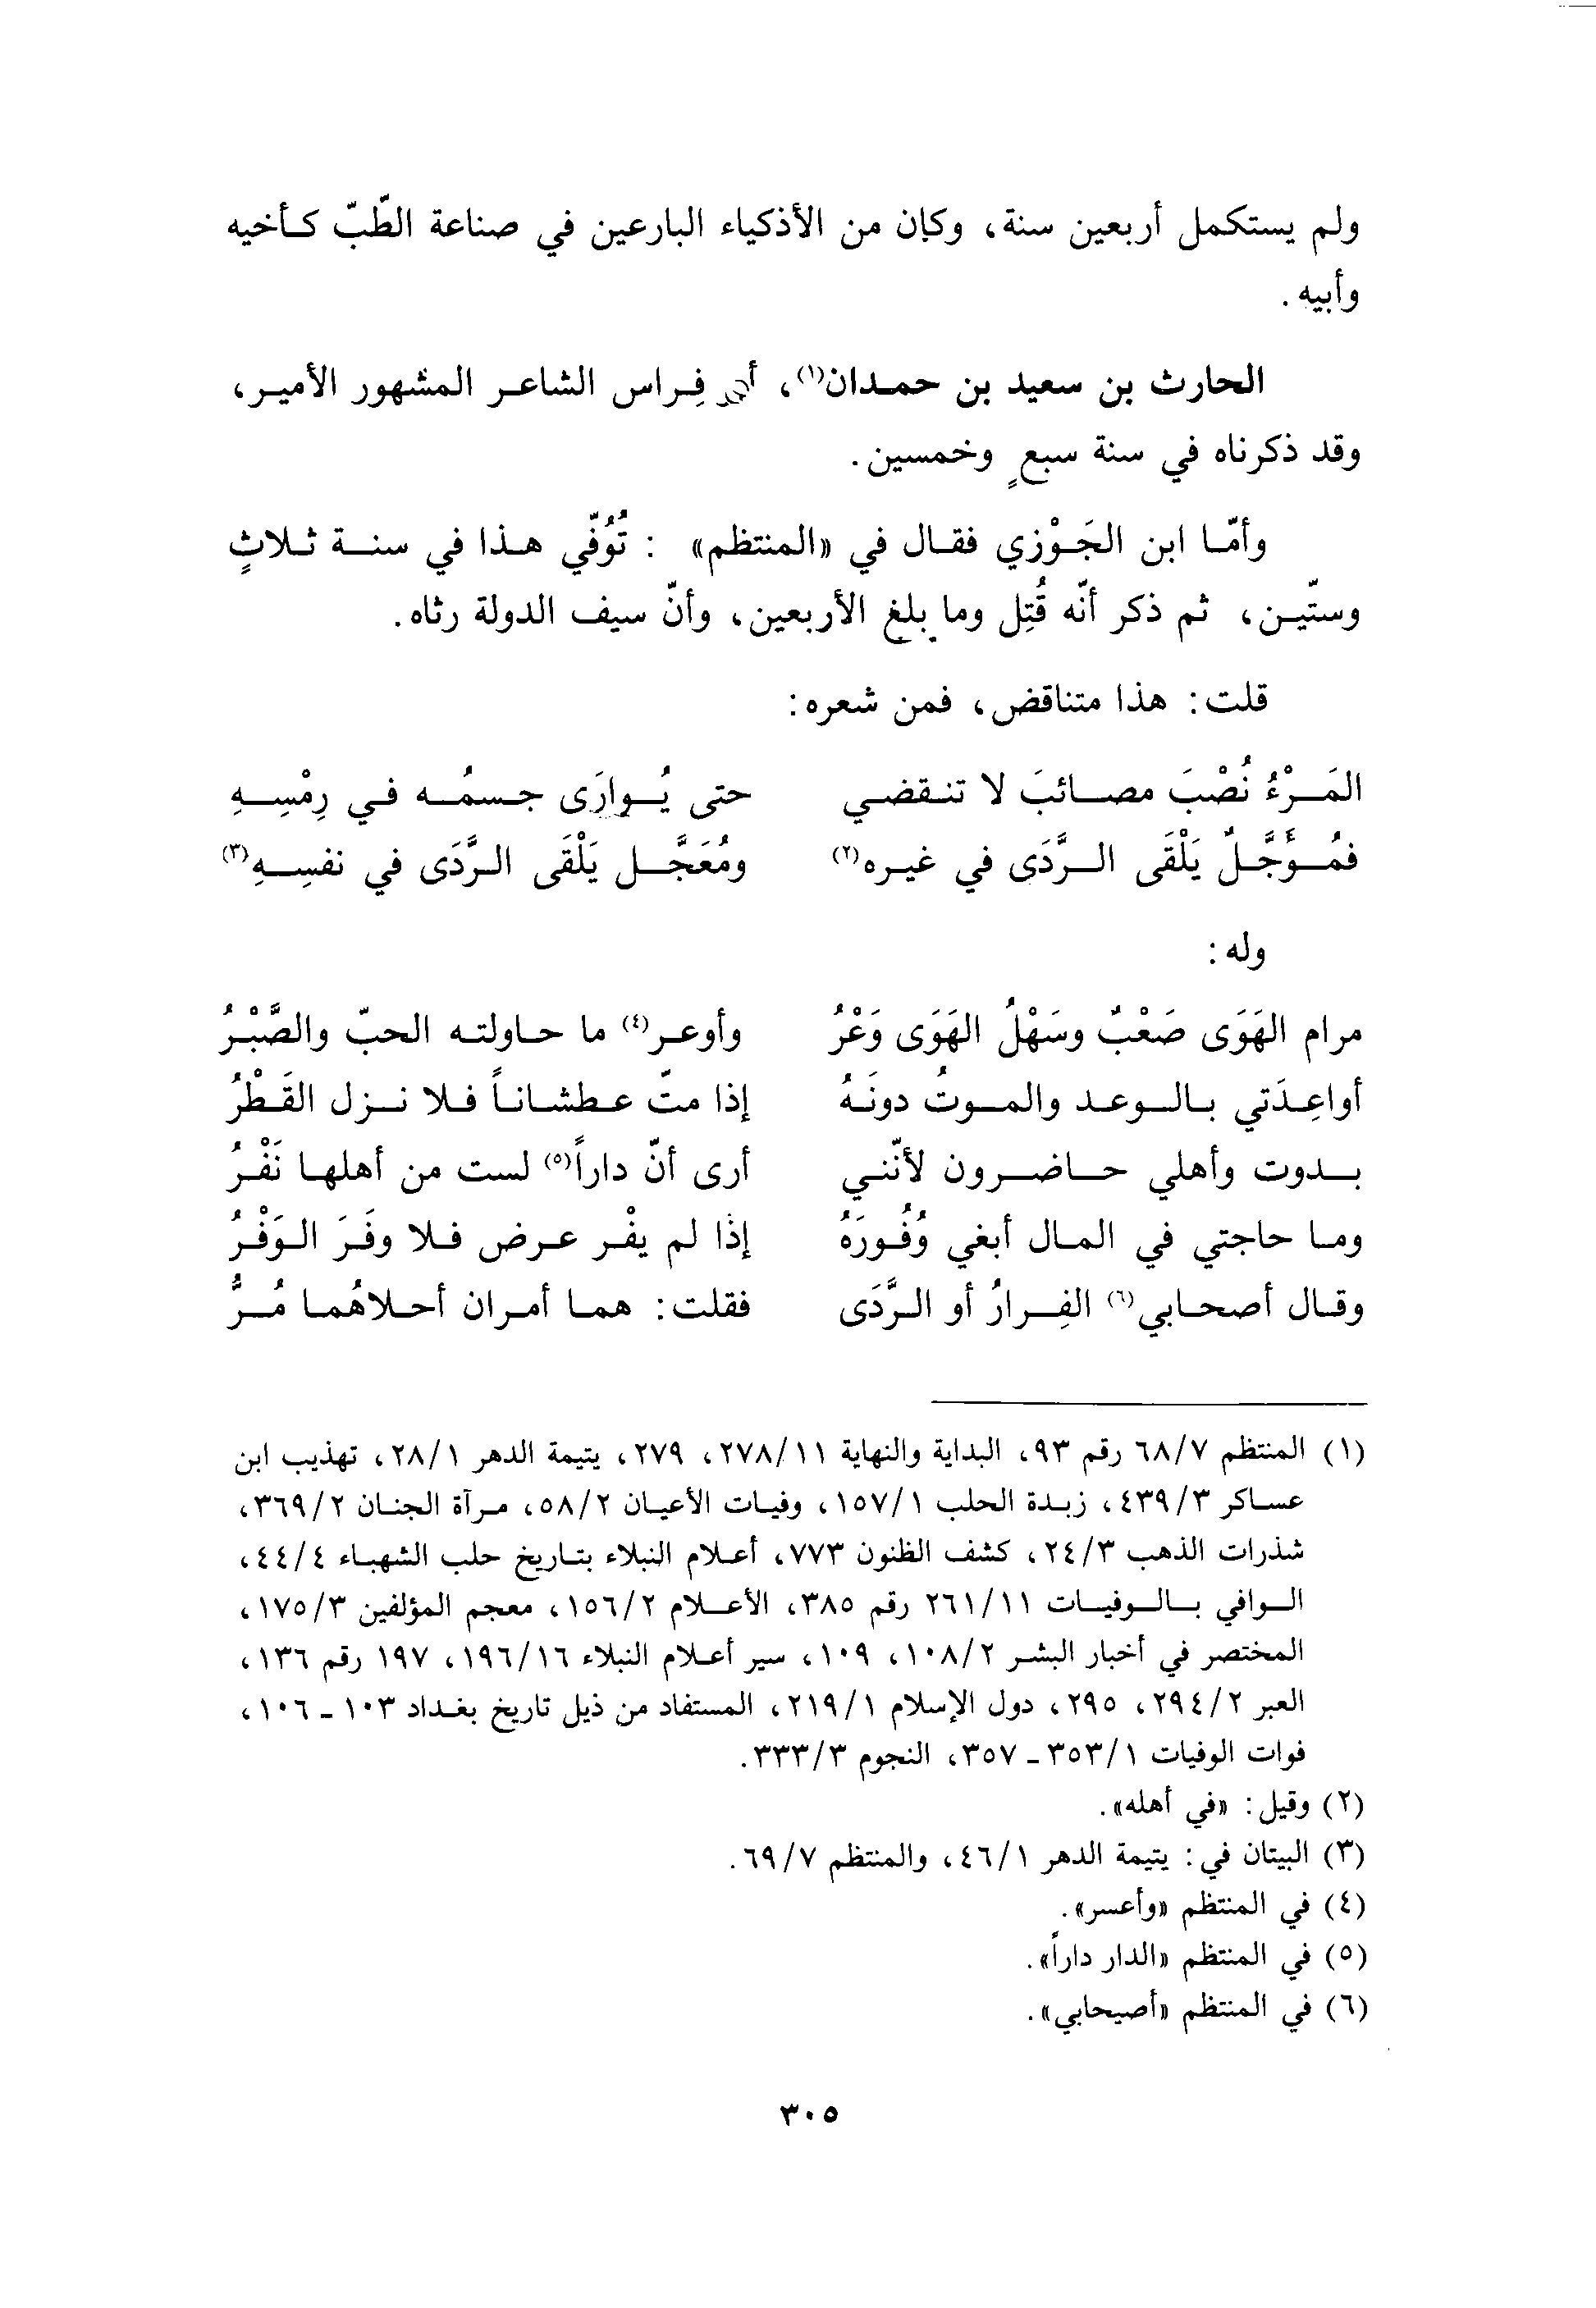 ولم يستكمل أربعين سنة، وكان من الأذكياء البارعين في صناعة الطّبّ كأخيه
وأبيه.
الحارث بن سعيد بن حمدان(١)، فِراس الشاعر المشهور الأمير،
وقد ذكرناه في سنة سبعٍ وخمسين.
وأمّا ابن الجَوْزي فقال في «المنتظم» : تُوُفّي هذا في سنة ثلاثٍ
وستّين، ثم ذكر أنّه قُتِل وما بلغ الأربعين، وأنّ سيف الدولة رثاه.
قلت: هذا متناقض، فمن شعره:
المَرْءُ نُصْبَ مصائبَ لا تنقضي حتى يُوارَى جسمُه في رِمْسِهِ
فمُؤَجَّلٌ يَلْقَى الرَّدَى في غيره(٢) ومُعَجَّل يَلْقَى الرَّدَى في نفسِهِ(٣)
وله:
مرام الهَوَى صَعْبٌ وسَهْلُ الهَوَى وَعْرُ وأوعر(٤) ما حاولته الحبّ والصَّبْرُ
أواعِدَتي بالوعد والموتُ دونَهُ إذا متّ عطشاناً فلا نزل القَطْرُ
بدوت وأهلي حاضرون لأنّني أرى أنّ داراً(٥) لست من أهلها نَفْرُ
وما حاجتي في المال أبغي وُفُورَهُ إذا لم يفْر عرض فلا وفَرَ الوَفْرُ
وقال أصحابي(٦) الفِرارُ أو الرَّدَى فقلت: هما أمران أحلاهُما مُرُّ
(١) المنتظم ٦٨/٧ رقم ٩٣، البداية والنهاية ٢٧٨/١١، ٢٧٩، يتيمة الدهر ٢٨/١، تهذيب ابن
عساكر ٤٣٩/٣، زبدة الحلب ١٥٧/١، وفيات الأعيان ٥٨/٢، مرآة الجنان ٣٦٩/٢،
شذرات الذهب ٢٤/٣، كشف الظنون ٧٧٣، أعلام النبلاء بتاريخ حلب الشهباء ٤٤/٤،
الوافي بالوفيات ٢٦١/١١ رقم ٣٨٥، الأعلام ١٥٦/٢، معجم المؤلفين ١٧٥/٣،
المختصر في أخبار البشر ١٠٨/٢، ١٠٩، سير أعلام النبلاء ١٩٦/١٦، ١٩٧ رقم ١٣٦،
العبر ٢٩٤/٢، ٢٩٥، دول الإسلام ٢١٩/١، المستفاد من ذيل تاريخ بغداد ١٠٣ ـ ١٠٦،
فوات الوفيات ٣٥٣/١ ـ ٣٥٧، النجوم ٣٣٣/٣.
(٢) وقيل: «في أهله».
(٣) البيتان في: يتيمة الدهر ٤٦/١، والمنتظم ٦٩/٧.
(٤) في المنتظم «وأعسر».
(٥) في المنتظم «الدار داراً».
(٦) في المنتظم «أصيحابي».
٣٠٥